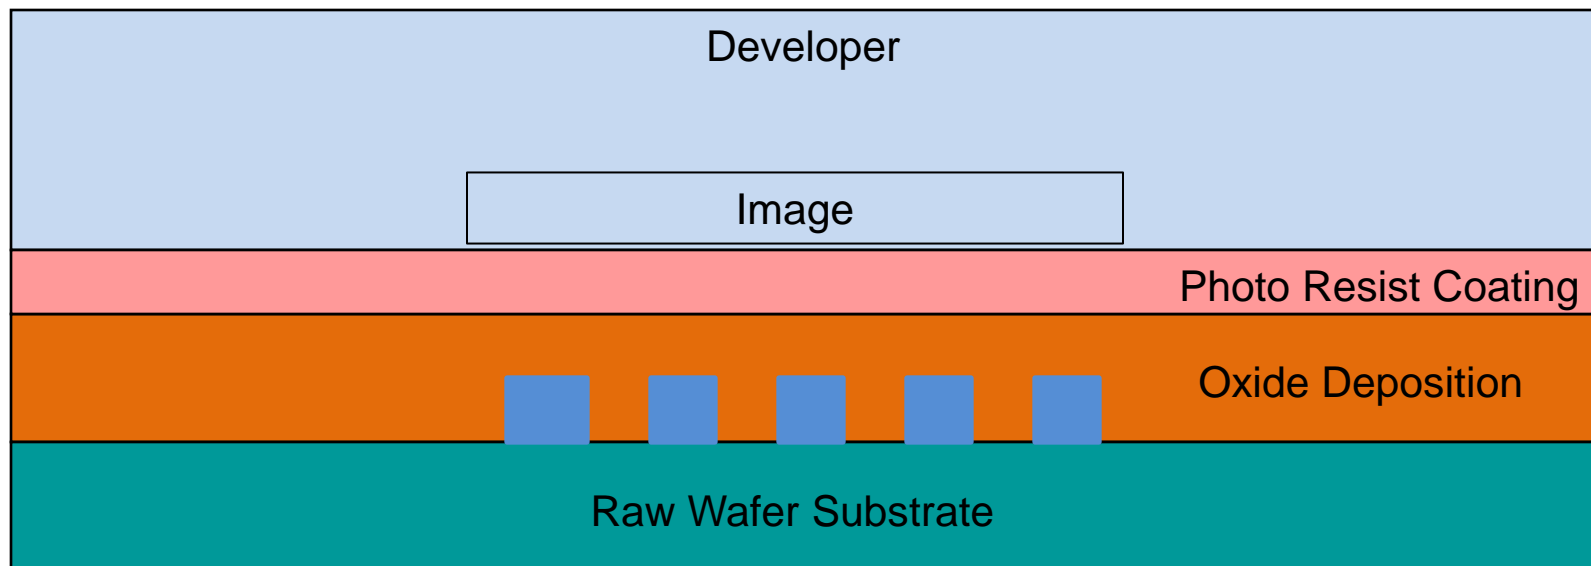 Developer
Image
Photo Resist Coating
Oxide Deposition
Raw Wafer Substrate